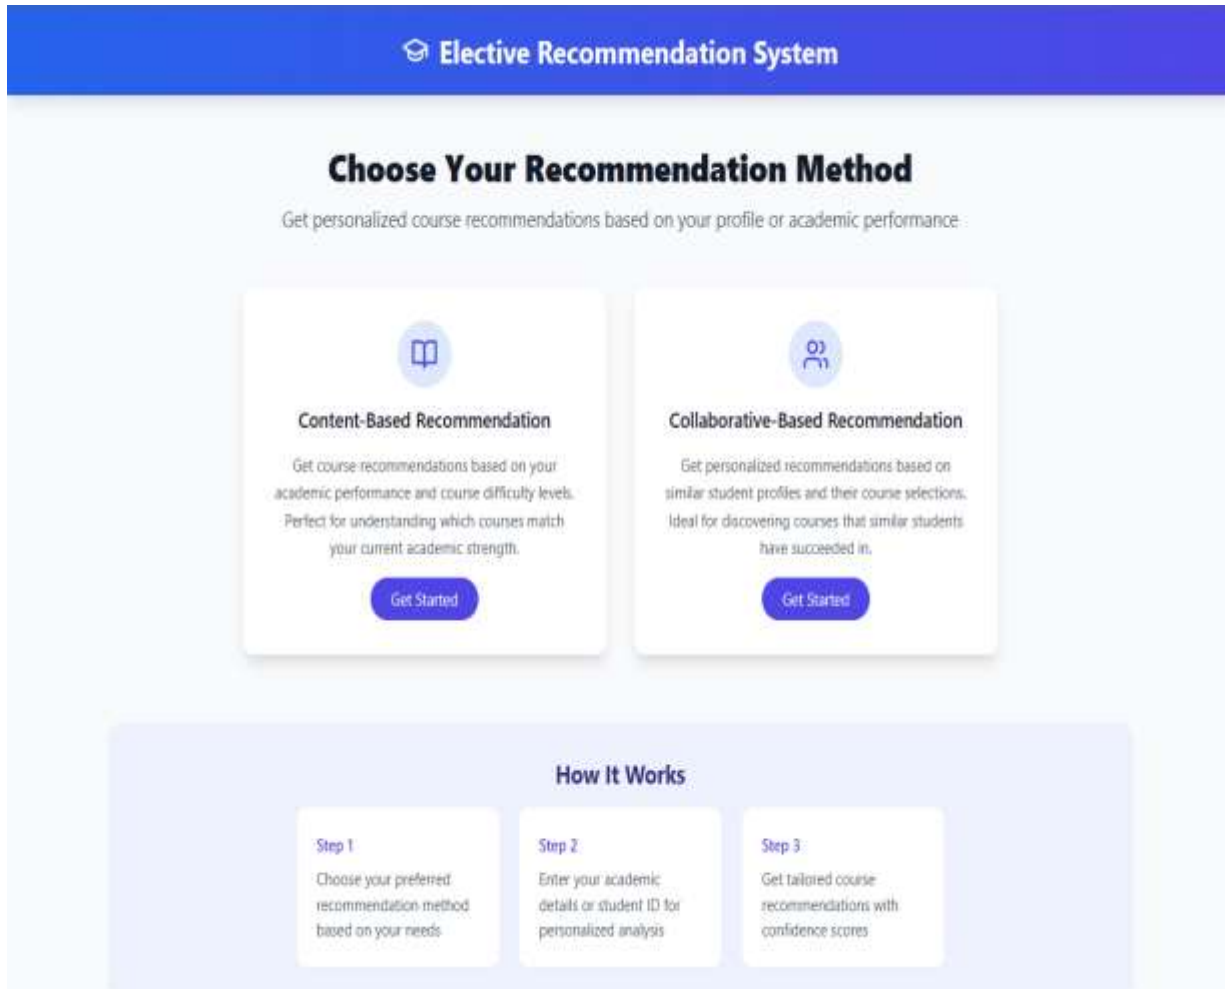 Elective Recommendation System
Choose Your Recommendation Method
Get personalized course recommendations based on your profile or academic performance
Content-Based Recommendation
Get course recommendations based on your
academic performance and course difficulty levels.
Perfect for understanding which courses match
your current academic strength.
Get Started
Collaborative-Based Recommendation
Get personalized recommendations based on
similar student profiles and their course selections.
Ideal for discovering courses that similar students
have succeeded in.
Get Started
How It Works
Step 1
Choose your preferred
recommendation method
based on your needs
Step 2
Enter your academic
details or student ID for
personalized analysis
Step 3
Get tailored course
recommendations with
confidence scores